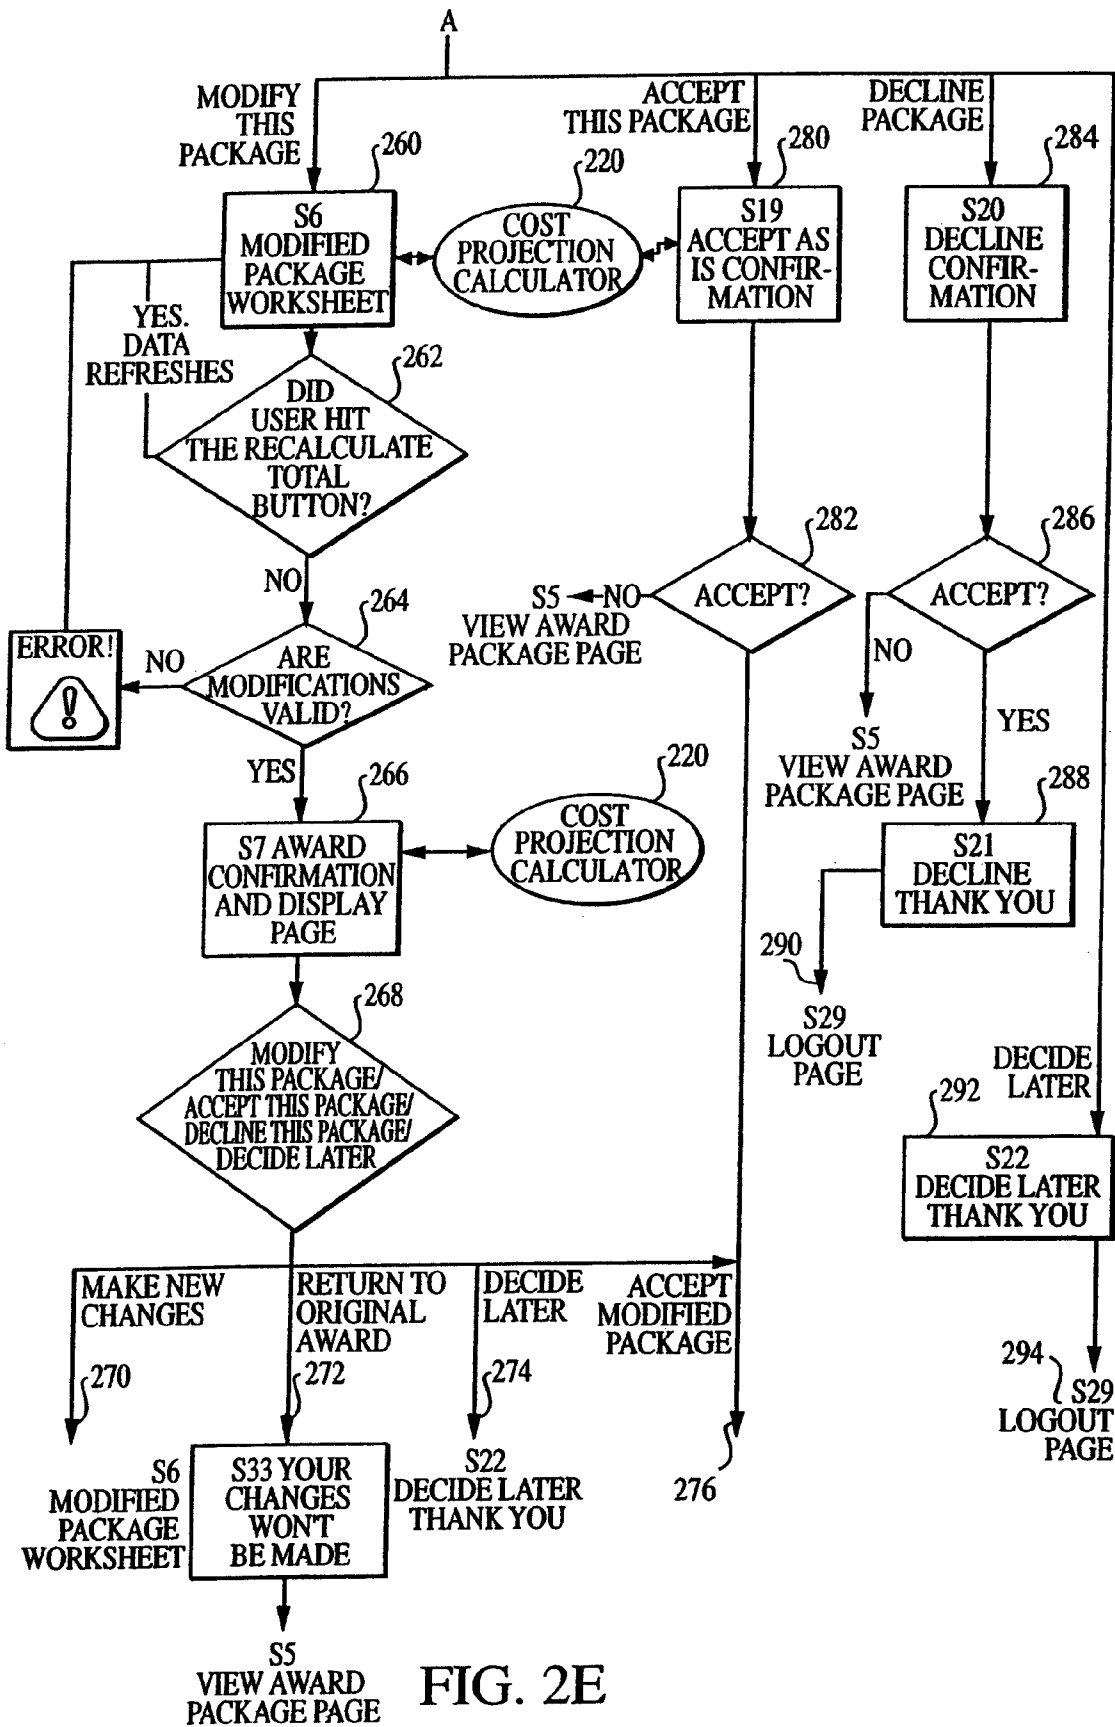 A
MODIFY
THIS
PACKAGE
ACCEPT
THIS PACKAGE
DECLINE
PACKAGE
260
220
280
284
S6
MODIFIED
PACKAGE
WORKSHEET
COST
PROJECTION
CALCULATOR
S19
ACCEPT AS
IS CONFIR-
MATION
S20
DECLINE
CONFIR-
MATION
YES.
DATA
REFRESHES
262
DID
USER HIT
THE RECALCULATE
TOTAL
BUTTON?
282
286
NO
264
S5
NO
VIEW AWARD
PACKAGE PAGE
ACCEPT?
ACCEPT?
ERROR!
!
NO
ARE
MODIFICATIONS
VALID?
NO
YES
S5
VIEW AWARD
PACKAGE PAGE
YES
266
220
288
S7 AWARD
CONFIRMATION
AND DISPLAY
PAGE
COST
PROJECTION
CALCULATOR
S21
DECLINE
THANK YOU
290
S29
LOGOUT
PAGE
268
MODIFY
THIS PACKAGE/
ACCEPT THIS PACKAGE/
DECLINE THIS PACKAGE/
DECIDE LATER
DECIDE
LATER
292
S22
DECIDE LATER
THANK YOU
MAKE NEW
CHANGES
RETURN TO
ORIGINAL
AWARD
DECIDE
LATER
ACCEPT
MODIFIED
PACKAGE
270
272
274
276
294
S29
LOGOUT
PAGE
S6
MODIFIED
PACKAGE
WORKSHEET
S33 YOUR
CHANGES
WON'T
BE MADE
S22
DECIDE LATER
THANK YOU
S5
VIEW AWARD
PACKAGE PAGE
FIG. 2E